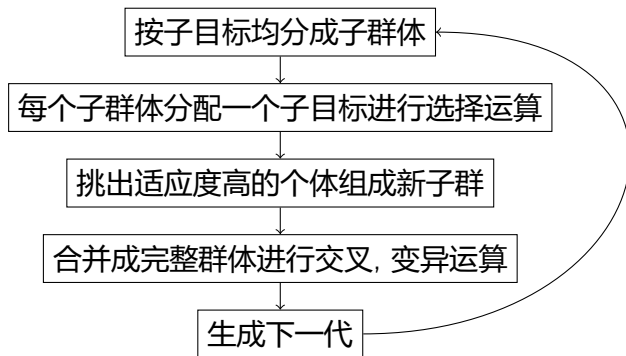 按子目标均分成子群体
每个子群体分配一个子目标进行选择运算
挑出适应度高的个体组成新子群
合并成完整群体进行交叉, 变异运算
生成下一代